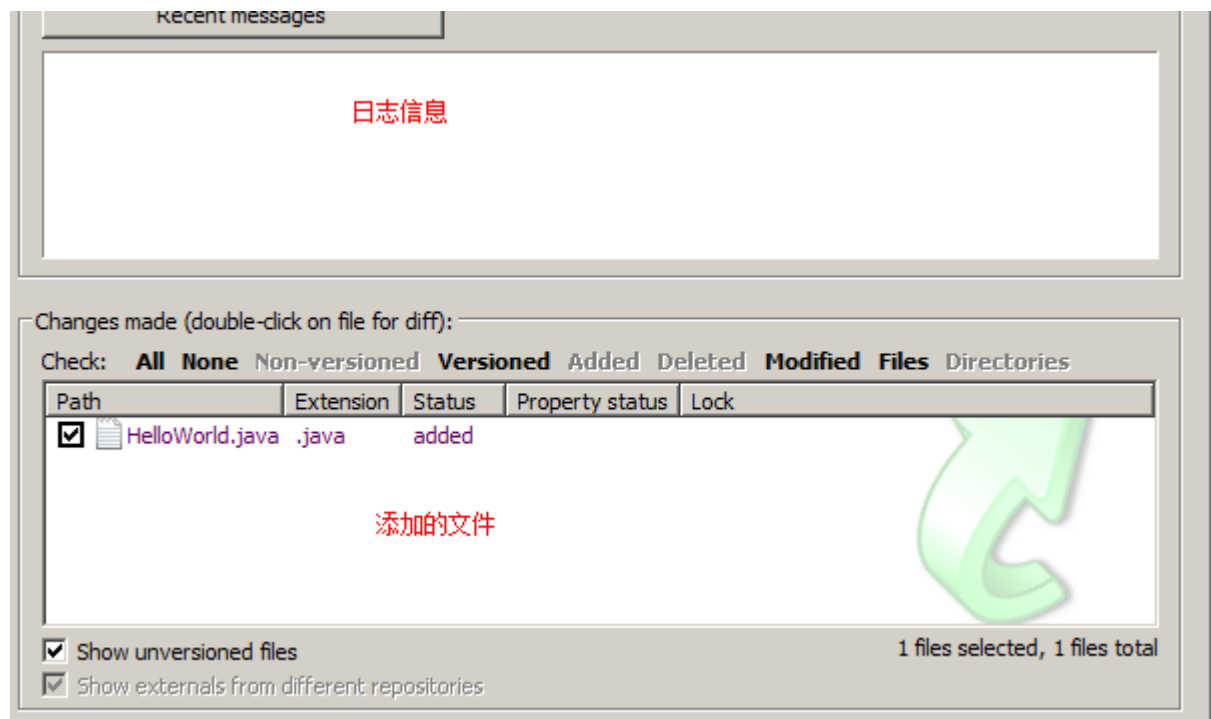 Recent messages
日志信息
Changes made (double-click on file for diff):
Check: All None Non-versioned Versioned Added Deleted Modified Files Directories
Path Extension Status Property status Lock
HelloWorld.java .java added
添加的文件
Show unversioned files 1 files selected, 1 files total
Show externals from different repositories